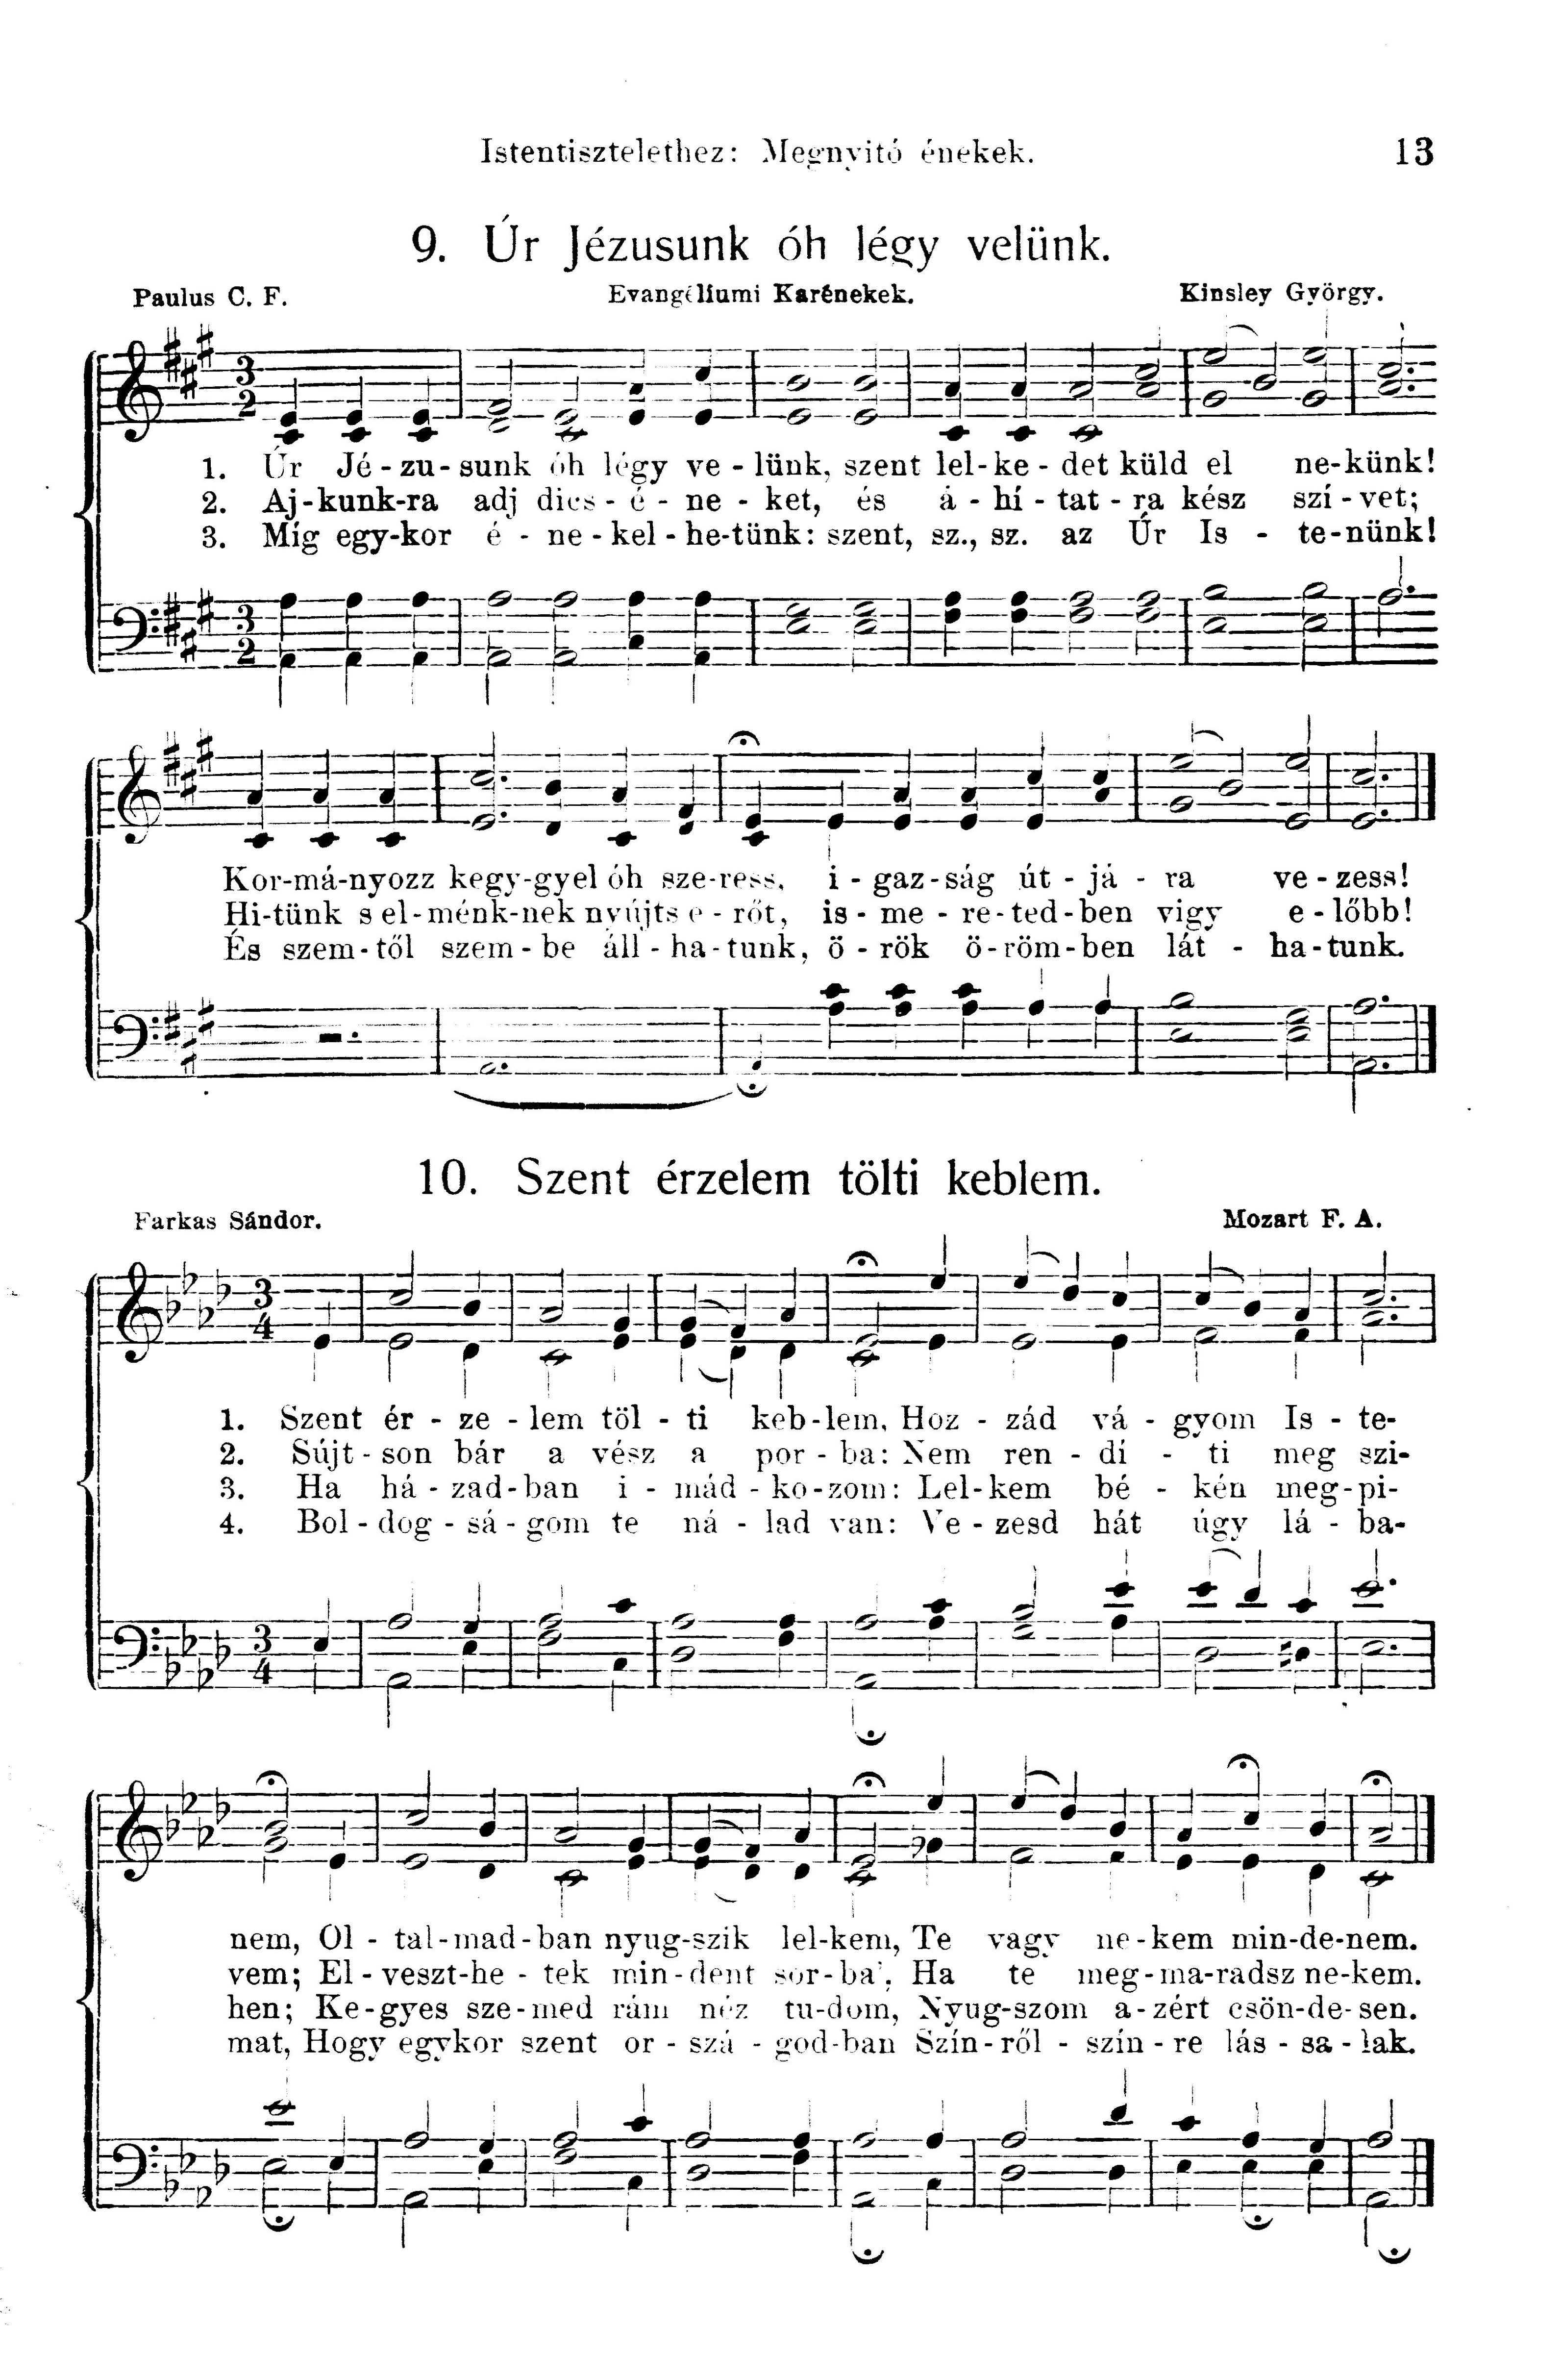 Istentisztelethez: Megnyitó énekek. 13
9. Úr Jézusunk óh légy velünk.
Paulus C. F. Evangéliumi Karénekek. Kinsley György.
3 2
1. Úr Jé-zu-sunk óh légy ve-lünk, szent lel-ke-det küld el ne-künk!
2. Aj-kunk-ra adj dics-é-ne-ket, és á-hí-tat-ra kész szí-vet;
3. Míg egy-kor é-ne-kel-he-tünk: szent, sz., sz. az Úr Is-te-nünk!
3 2
Kor-má-nyozz kegy-gyel óh sze-ress, i-gaz-ság út-já-ra ve-zess!
Hi-tünk s el-ménk-nek nyújts e-rőt, is-me-re-ted-ben vigy e-lőbb!
És szem-től szem-be áll-ha-tunk, ö-rök ö-röm-ben lát-ha-tunk.
10. Szent érzelem tölti keblem.
Farkas Sándor. Mozart F. A.
3 4
1. Szent ér-ze-lem töl-ti keb-lem, Hoz-zád vá-gyom Is-te-
2. Sújt-son bár a vész a por-ba: Nem ren-dí-ti meg szi-
3. Ha há-zad-ban i-mád-ko-zom: Lel-kem bé-kén meg-pi-
4. Bol-dog-sá-gom te ná-lad van: Ve-zesd hát úgy lá-ba-
3 4
nem, Ol-tal-mad-ban nyug-szik lel-kem, Te vagy ne-kem min-de-nem.
vem; El-veszt-he-tek min-dent sor-ba', Ha te meg-ma-radsz ne-kem.
hen; Ke-gyes sze-med rám néz tu-dom, Nyug-szom a-zért csön-de-sen.
mat, Hogy egykor szent or-szá-god-ban Szín-ről-szín-re lás-sa-lak.